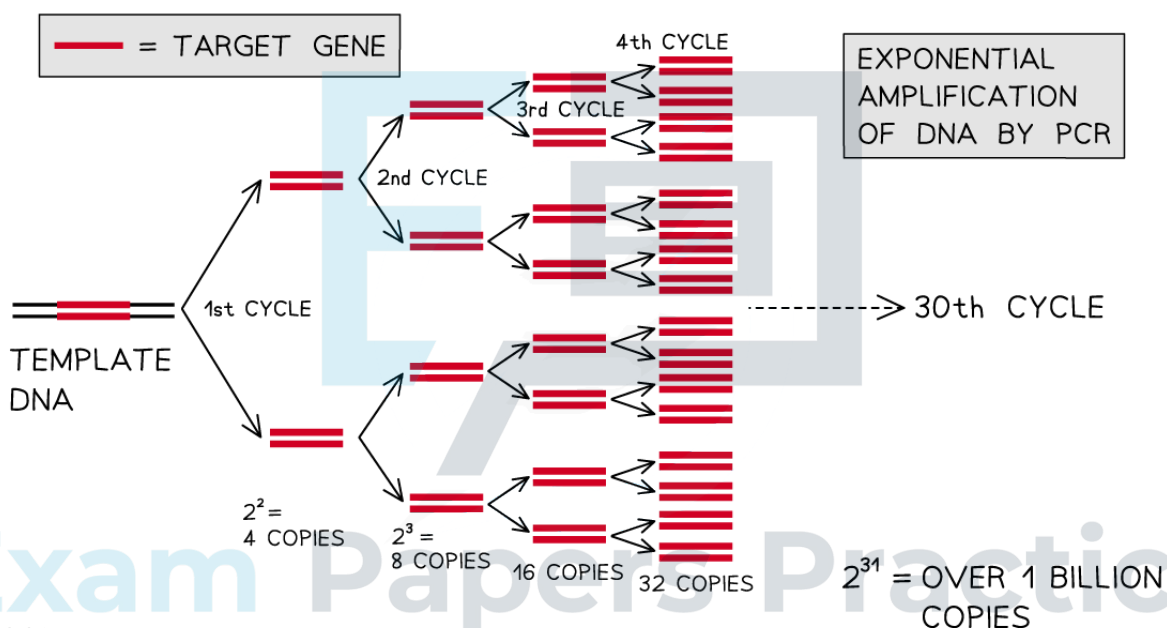 = TARGET GENE
4th CYCLE
EXPONENTIAL
AMPLIFICATION
OF DNA BY PCR
3rd CYCLE
2nd CYCLE
1st CYCLE
30th CYCLE
TEMPLATE
DNA
2² =
4 COPIES
2³ =
8 COPIES
16 COPIES
32 COPIES
2³¹ = OVER 1 BILLION
COPIES
Exam Papers Practic